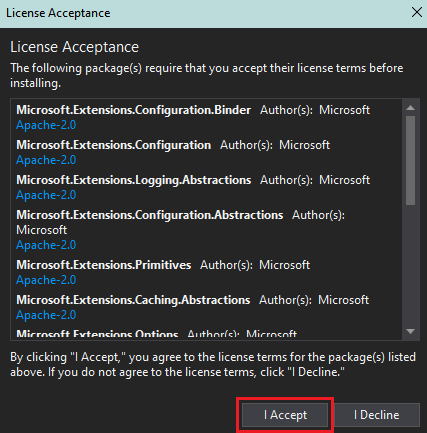 License Acceptance
License Acceptance
The following package(s) require that you accept their license terms before
installing.
Microsoft.Extensions.Configuration.Binder Author(s): Microsoft
Apache-2.0
Microsoft.Extensions.Configuration Author(s): Microsoft
Apache-2.0
Microsoft.Extensions.Logging.Abstractions Author(s): Microsoft
Apache-2.0
Microsoft.Extensions.Configuration.Abstractions Author(s):
Microsoft
Apache-2.0
Microsoft.Extensions.Primitives Author(s): Microsoft
Apache-2.0
Microsoft.Extensions.Caching.Abstractions Author(s): Microsoft
Apache-2.0
Microsoft.Extensions.Options Author(s): Microsoft
By clicking "I Accept," you agree to the license terms for the package(s) listed
above. If you do not agree to the license terms, click "I Decline."
I Accept I Decline